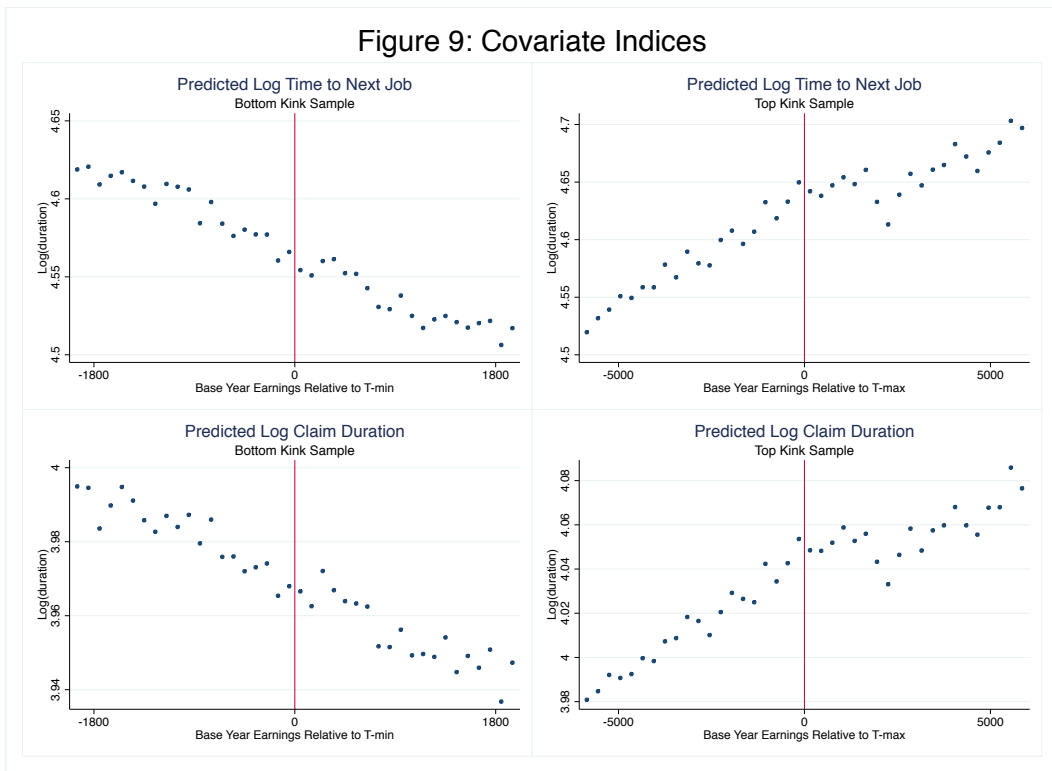 Figure 9: Covariate Indices
Predicted Log Time to Next Job
Bottom Kink Sample
Log(duration)
4.65
4.6
4.55
4.5
-1800
0
1800
Base Year Earnings Relative to T-min
Predicted Log Time to Next Job
Top Kink Sample
Log(duration)
4.7
4.65
4.6
4.55
4.5
-5000
0
5000
Base Year Earnings Relative to T-max
Predicted Log Claim Duration
Bottom Kink Sample
Log(duration)
4
3.98
3.96
3.94
-1800
0
1800
Base Year Earnings Relative to T-min
Predicted Log Claim Duration
Top Kink Sample
Log(duration)
4.08
4.06
4.04
4.02
4
3.98
-5000
0
5000
Base Year Earnings Relative to T-max